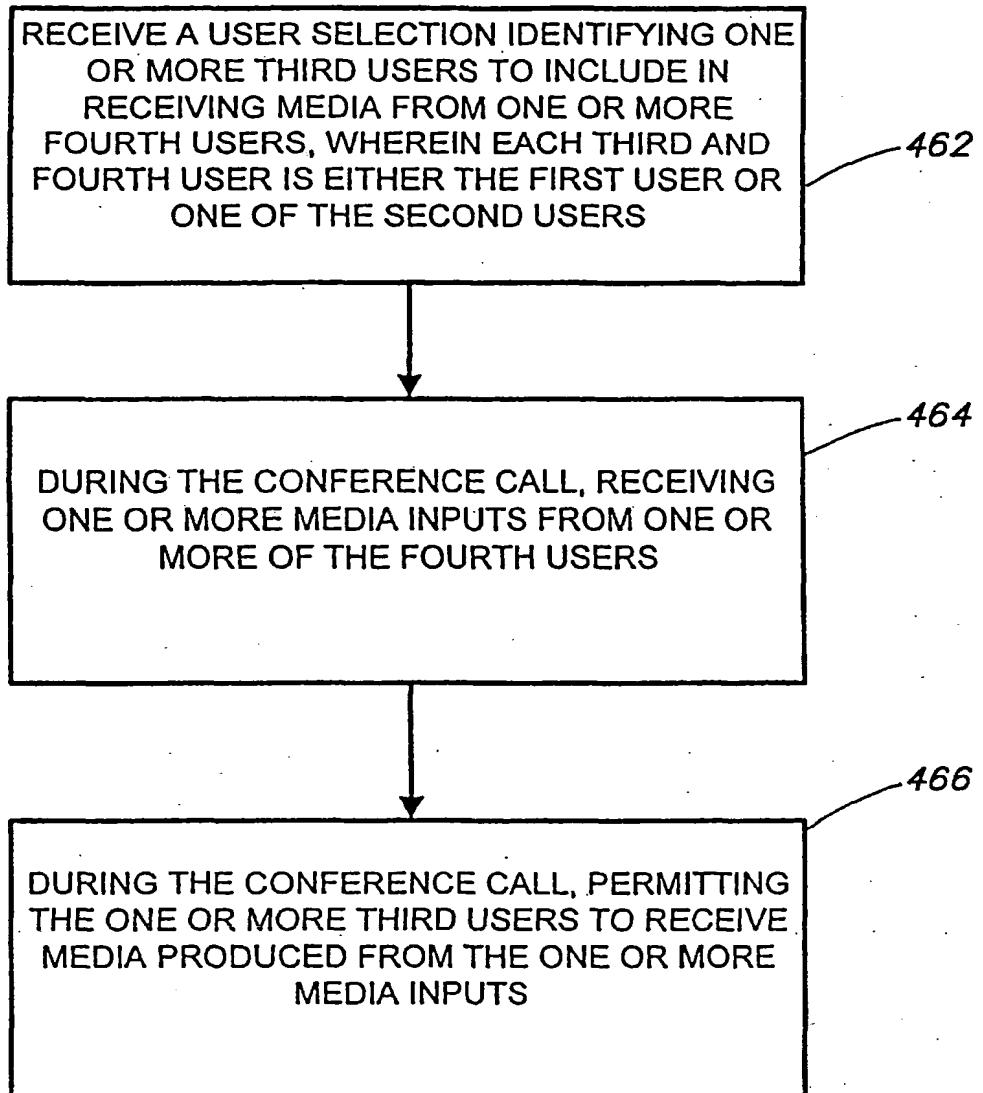 RECEIVE A USER SELECTION IDENTIFYING ONE
OR MORE THIRD USERS TO INCLUDE IN
RECEIVING MEDIA FROM ONE OR MORE
FOURTH USERS, WHEREIN EACH THIRD AND
FOURTH USER IS EITHER THE FIRST USER OR
ONE OF THE SECOND USERS
462
464
DURING THE CONFERENCE CALL, RECEIVING
ONE OR MORE MEDIA INPUTS FROM ONE OR
MORE OF THE FOURTH USERS
466
DURING THE CONFERENCE CALL, PERMITTING
THE ONE OR MORE THIRD USERS TO RECEIVE
MEDIA PRODUCED FROM THE ONE OR MORE
MEDIA INPUTS